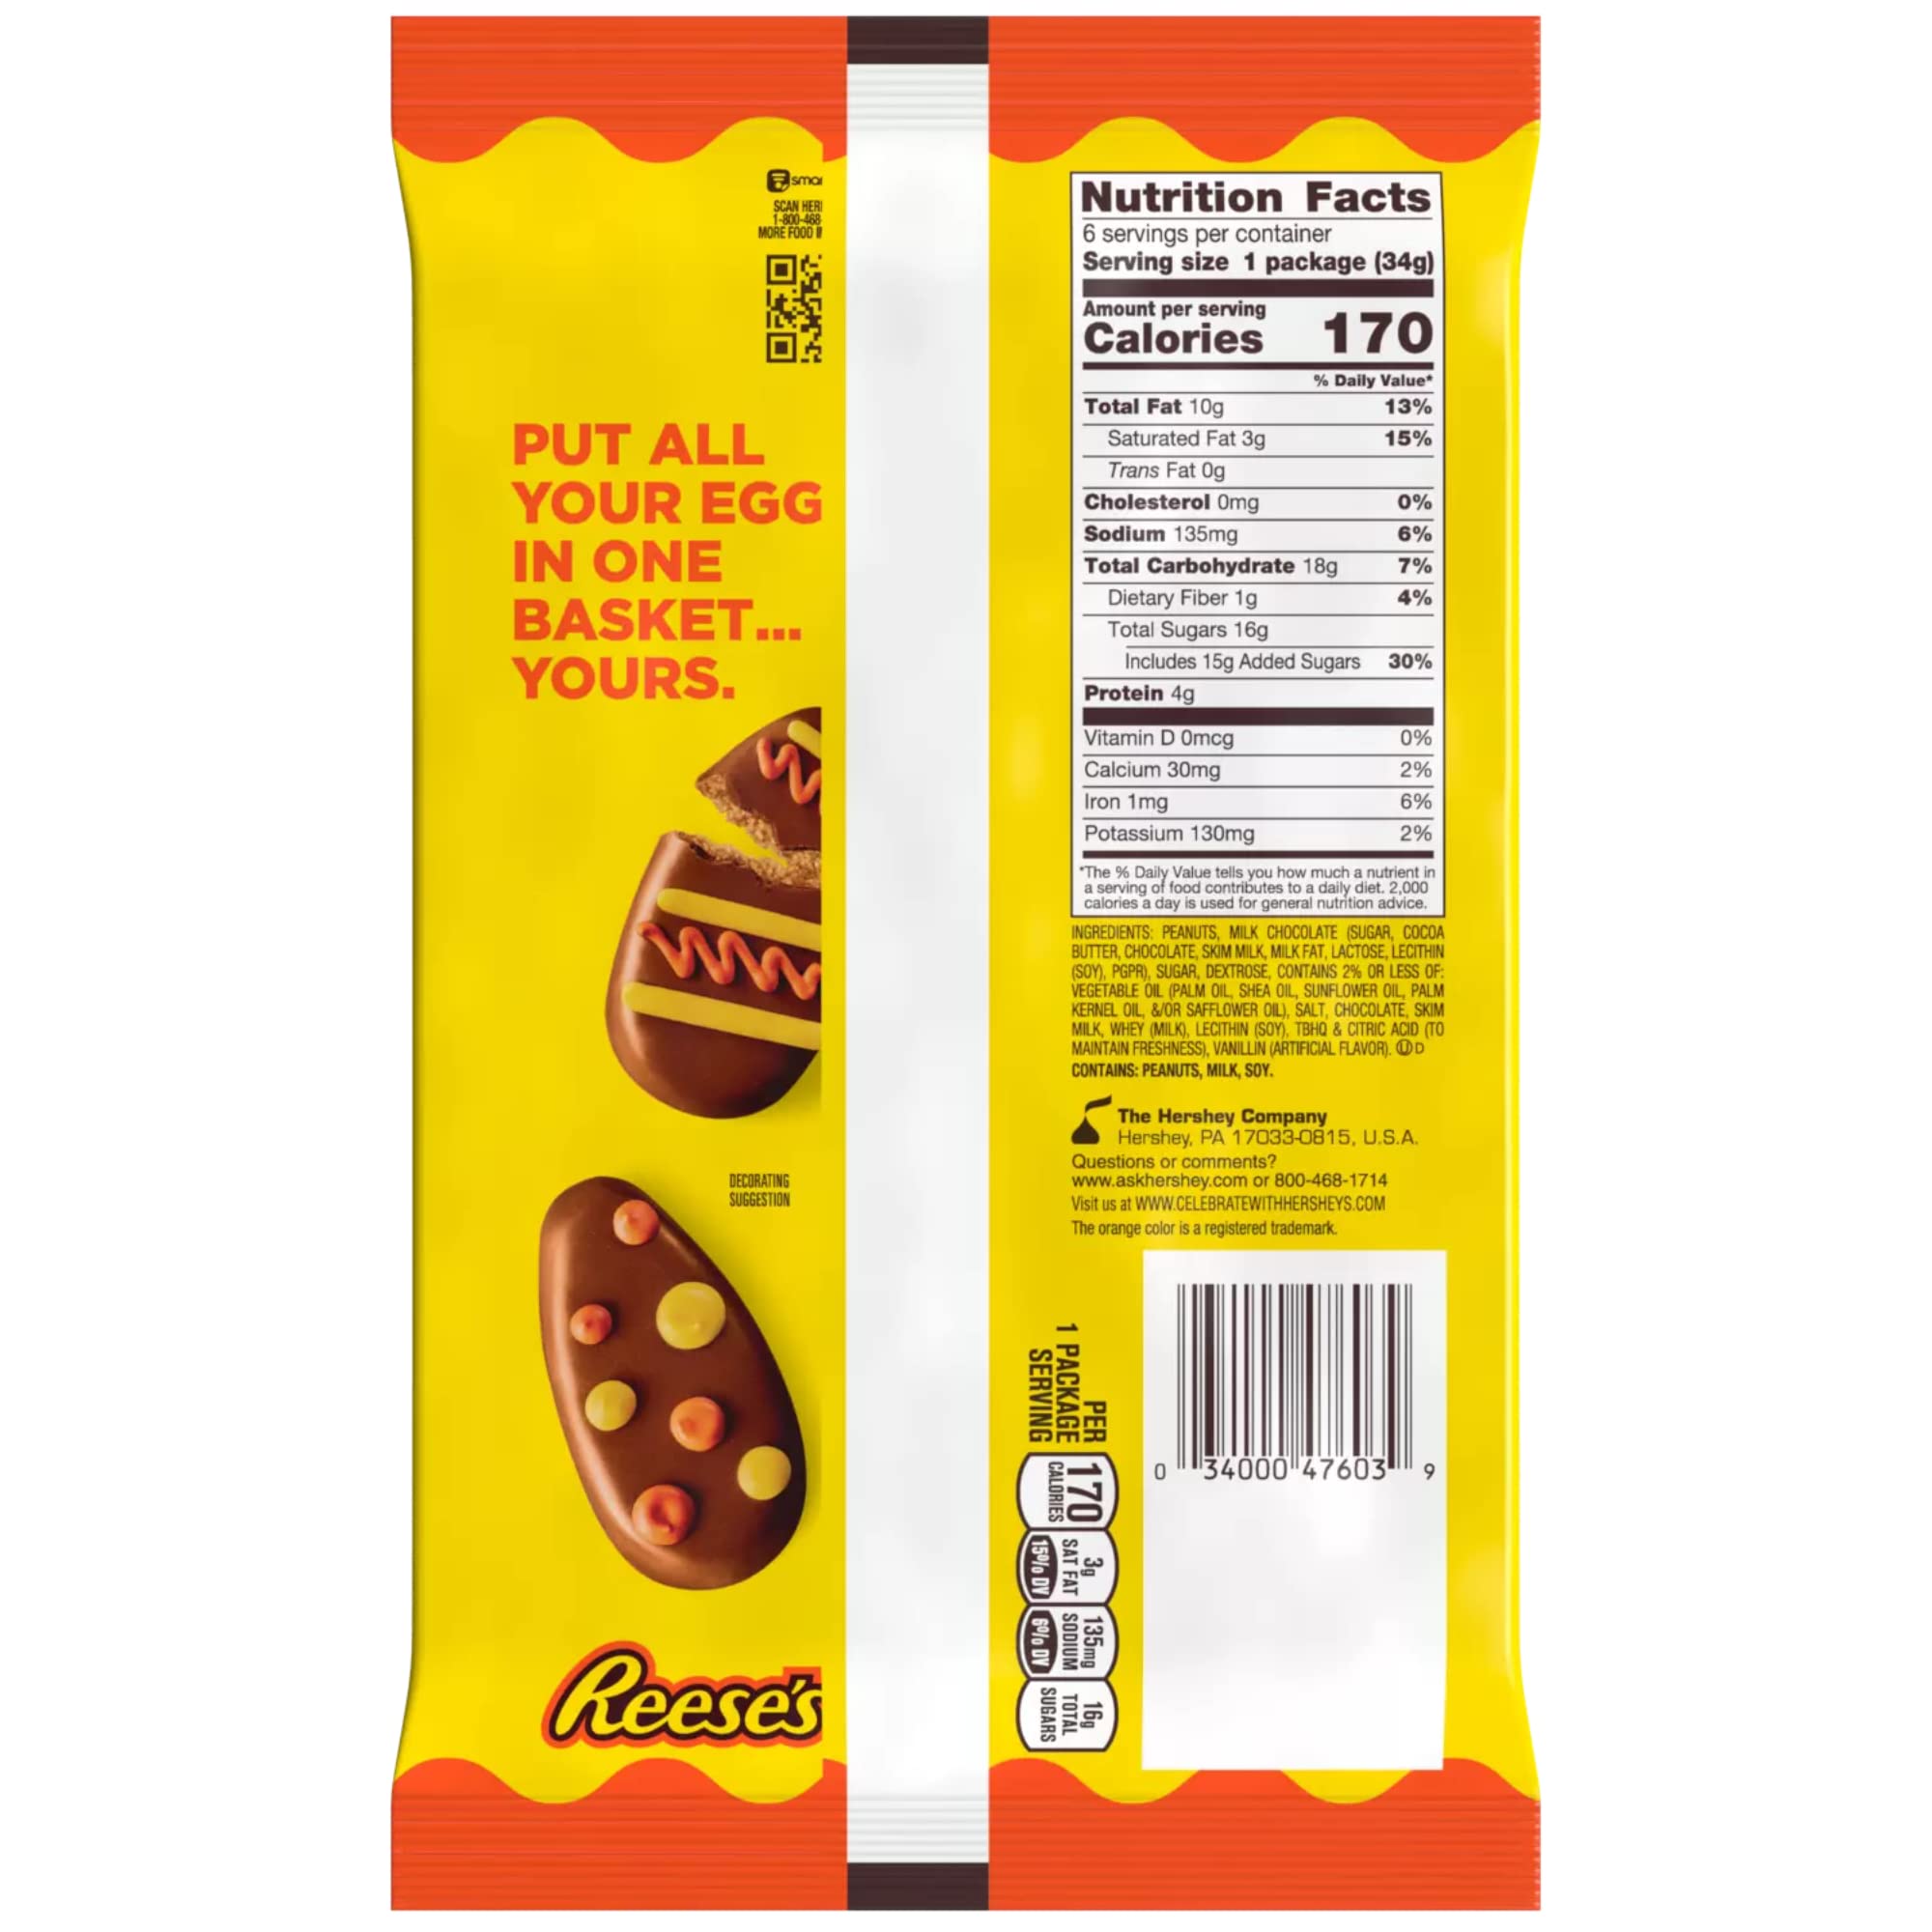 smar
SCAN HER
1-800-468-
MORE FOOD I
PUT ALL
YOUR EGG
IN ONE
BASKET...
YOURS.
DECORATING
SUGGESTION
Reese's
Nutrition Facts
6 servings per container
Serving size 1 package (34g)
Amount per serving
Calories 170
% Daily Value*
Total Fat 10g 13%
Saturated Fat 3g 15%
Trans Fat 0g
Cholesterol 0mg 0%
Sodium 135mg 6%
Total Carbohydrate 18g 7%
Dietary Fiber 1g 4%
Total Sugars 16g
Includes 15g Added Sugars 30%
Protein 4g
Vitamin D 0mcg 0%
Calcium 30mg 2%
Iron 1mg 6%
Potassium 130mg 2%
*The % Daily Value tells you how much a nutrient in
a serving of food contributes to a daily diet. 2,000
calories a day is used for general nutrition advice.
INGREDIENTS: PEANUTS, MILK CHOCOLATE (SUGAR, COCOA
BUTTER, CHOCOLATE, SKIM MILK, MILK FAT, LACTOSE, LECITHIN
(SOY), PGPR), SUGAR, DEXTROSE, CONTAINS 2% OR LESS OF:
VEGETABLE OIL (PALM OIL, SHEA OIL, SUNFLOWER OIL, PALM
KERNEL OIL, &/OR SAFFLOWER OIL), SALT, CHOCOLATE, SKIM
MILK, WHEY (MILK), LECITHIN (SOY), TBHQ & CITRIC ACID (TO
MAINTAIN FRESHNESS), VANILLIN (ARTIFICIAL FLAVOR). Ⓤ D
CONTAINS: PEANUTS, MILK, SOY.
The Hershey Company
Hershey, PA 17033-0815, U.S.A.
Questions or comments?
www.askhershey.com or 800-468-1714
Visit us at WWW.CELEBRATEWITHHERSHEYS.COM
The orange color is a registered trademark.
PER
1 PACKAGE
SERVING
170
CALORIES
3g
SAT FAT
15% DV
135mg
SODIUM
6% DV
16g
TOTAL
SUGARS
0 34000 47603 9